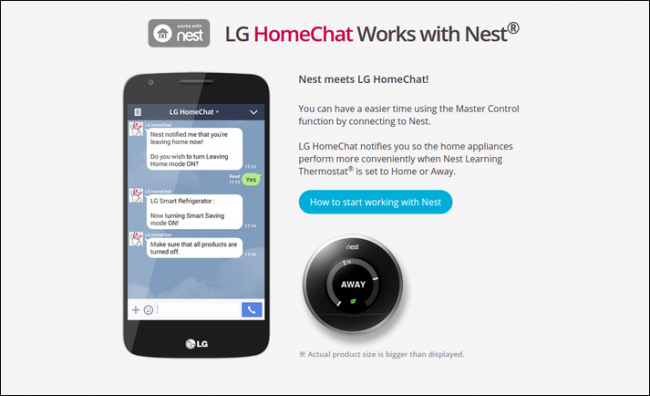 works with
nest
LG HomeChat Works with Nest®
Nest meets LG HomeChat!
You can have a easier time using the Master Control
function by connecting to Nest.
LG HomeChat notifies you so the home appliances
perform more conveniently when Nest Learning
Thermostat® is set to Home or Away.
How to start working with Nest
LG HomeChat
LG HomeChat
Nest notified me that you're
leaving home now!
Do you wish to turn Leaving
Home mode ON?
17:13
Read
17:13
Yes
LG HomeChat
LG Smart Refrigerator :
Now turning Smart Saving
mode ON!
17:14
LG HomeChat
Make sure that all products are
turned off.
17:14
LG
nest
AWAY
※ Actual product size is bigger than displayed.